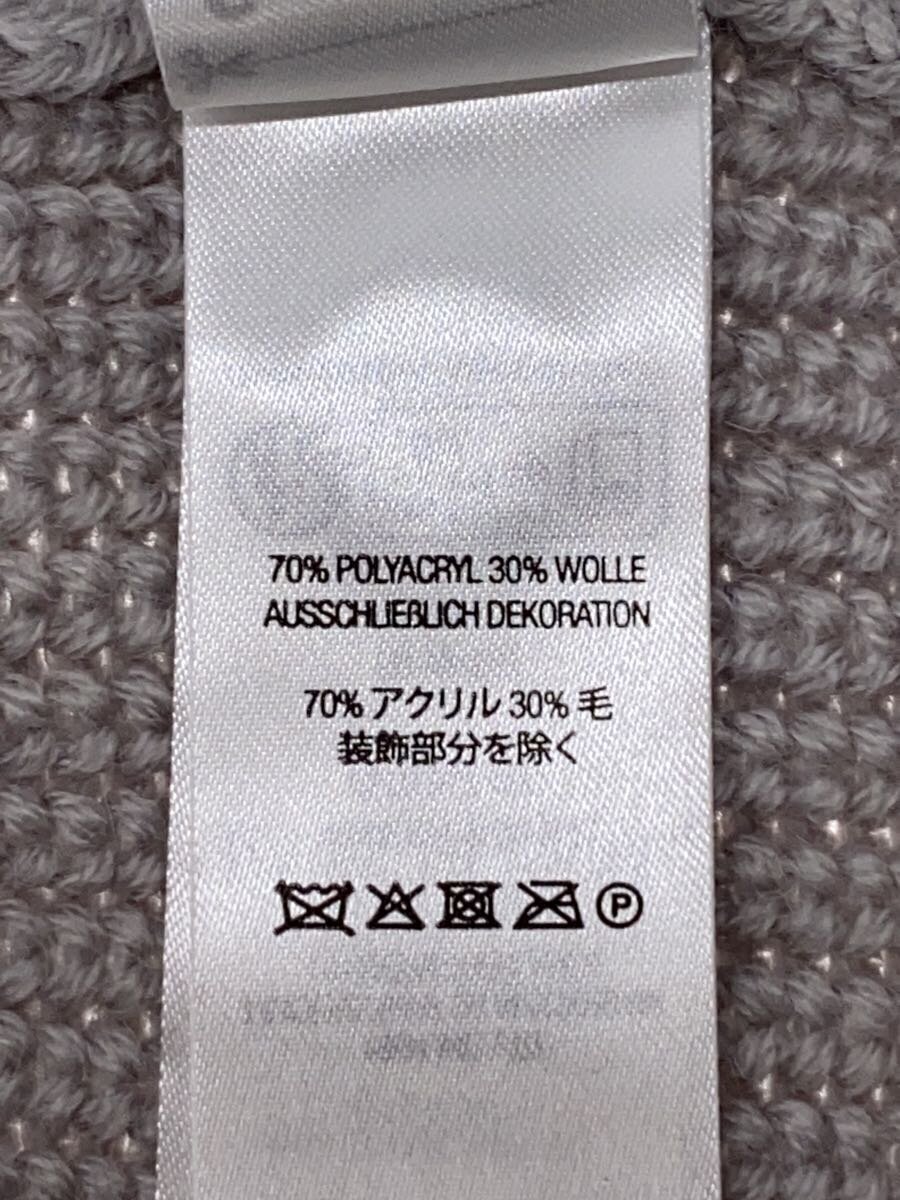 70% POLYACRYL 30% WOLLE
AUSSCHLIEßLICH DEKORATION
70% アクリル 30% 毛
装飾部分を除く
P